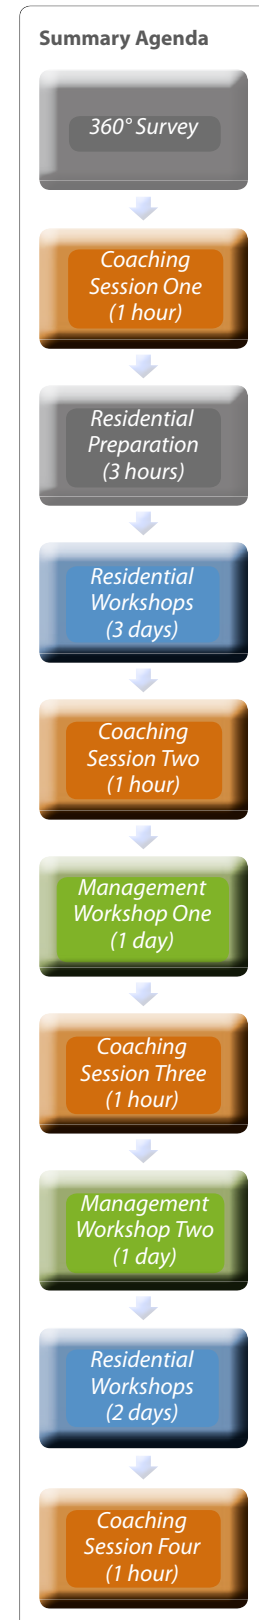 Summary Agenda
360° Survey
Coaching
Session One
(1 hour)
Residential
Preparation
(3 hours)
Residential
Workshops
(3 days)
Coaching
Session Two
(1 hour)
Management
Workshop One
(1 day)
Coaching
Session Three
(1 hour)
Management
Workshop Two
(1 day)
Residential
Workshops
(2 days)
Coaching
Session Four
(1 hour)